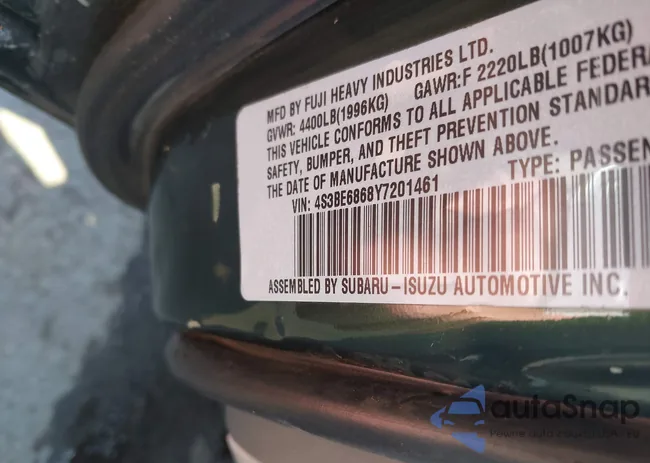 MFD BY FUJI HEAVY INDUSTRIES LTD.
GVWR: 4400LB(1996KG) GAWR:F 2220LB(1007KG)
THIS VEHICLE CONFORMS TO ALL APPLICABLE FEDERA
SAFETY, BUMPER, AND THEFT PREVENTION STANDAR
THE DATE OF MANUFACTURE SHOWN ABOVE.
VIN: 4S3BE6868Y7201461 TYPE: PASSEN
ASSEMBLED BY SUBARU-ISUZU AUTOMOTIVE INC.
autoSnap